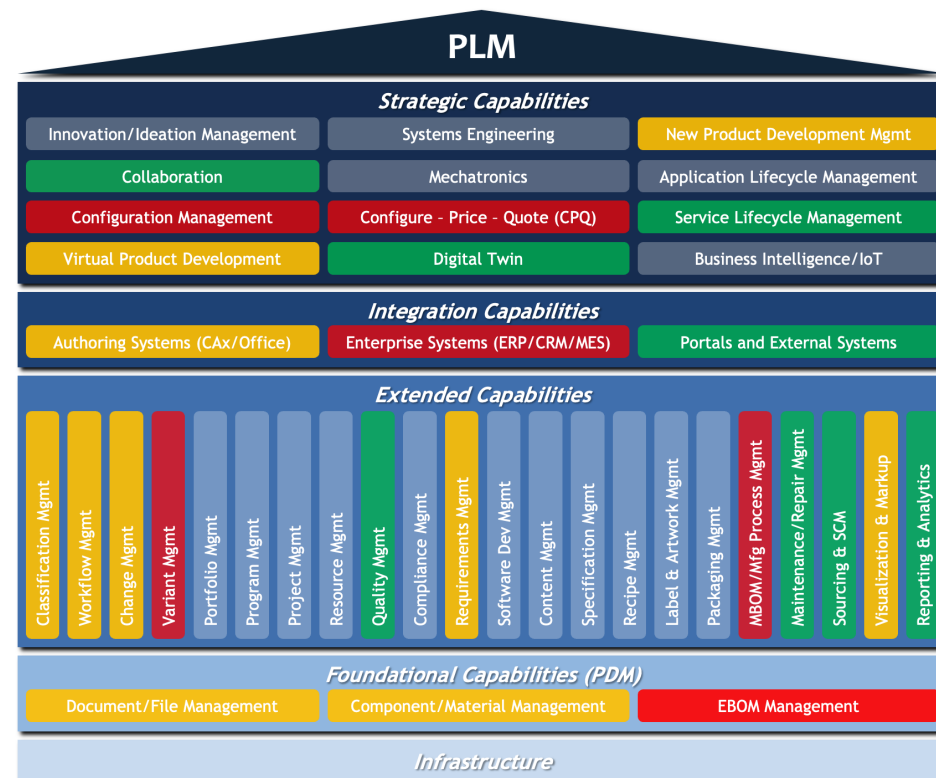 PLM
Strategic Capabilities
Innovation/Ideation Management
Systems Engineering
New Product Development Mgmt
Collaboration
Mechatronics
Application Lifecycle Management
Configuration Management
Configure - Price - Quote (CPQ)
Service Lifecycle Management
Virtual Product Development
Digital Twin
Business Intelligence/IoT
Integration Capabilities
Authoring Systems (CAx/Office)
Enterprise Systems (ERP/CRM/MES)
Portals and External Systems
Extended Capabilities
Classification Mgmt
Workflow Mgmt
Change Mgmt
Variant Mgmt
Portfolio Mgmt
Program Mgmt
Project Mgmt
Resource Mgmt
Quality Mgmt
Compliance Mgmt
Requirements Mgmt
Software Dev Mgmt
Content Mgmt
Specification Mgmt
Recipe Mgmt
Label & Artwork Mgmt
Packaging Mgmt
MBOM/Mfg Process Mgmt
Maintenance/Repair Mgmt
Sourcing & SCM
Visualization & Markup
Reporting & Analytics
Foundational Capabilities (PDM)
Document/File Management
Component/Material Management
EBOM Management
Infrastructure